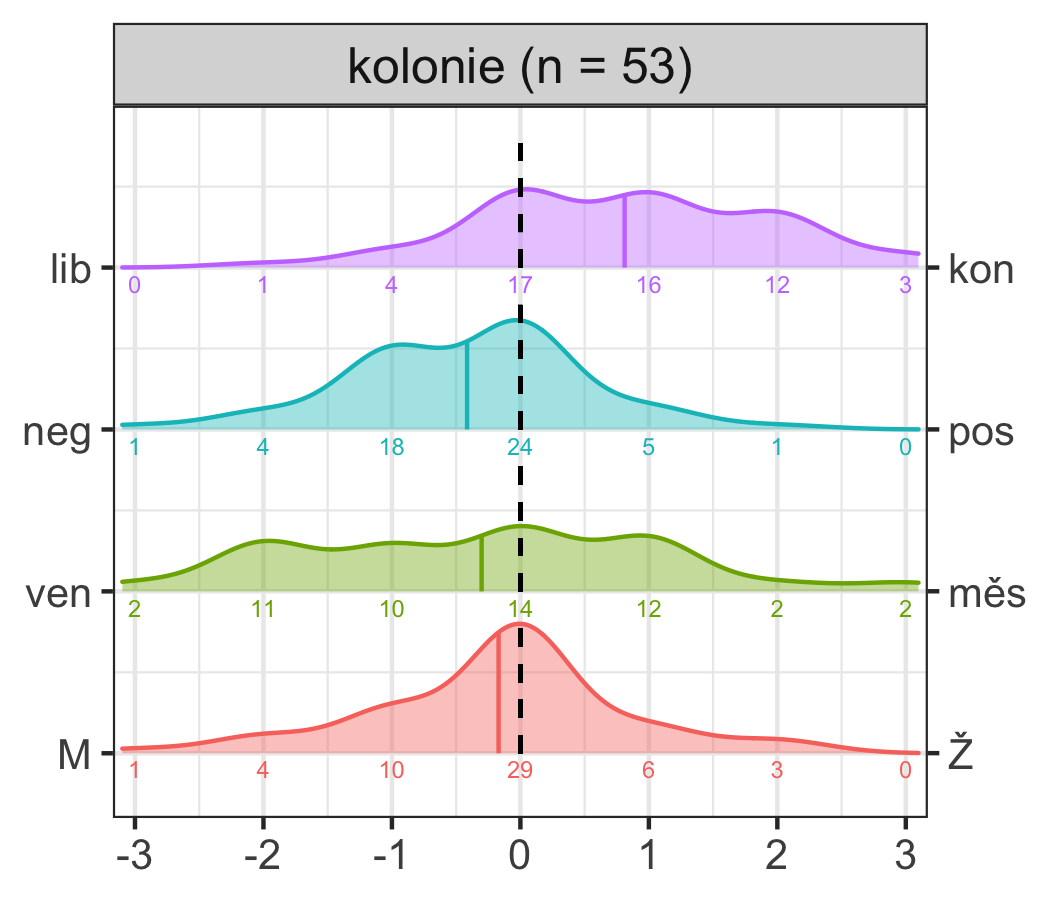 kolonie (n = 53)
lib kon
0 1 4 17 16 12 3
neg pos
1 4 18 24 5 1 0
ven měs
2 11 10 14 12 2 2
M Ž
1 4 10 29 6 3 0
-3 -2 -1 0 1 2 3